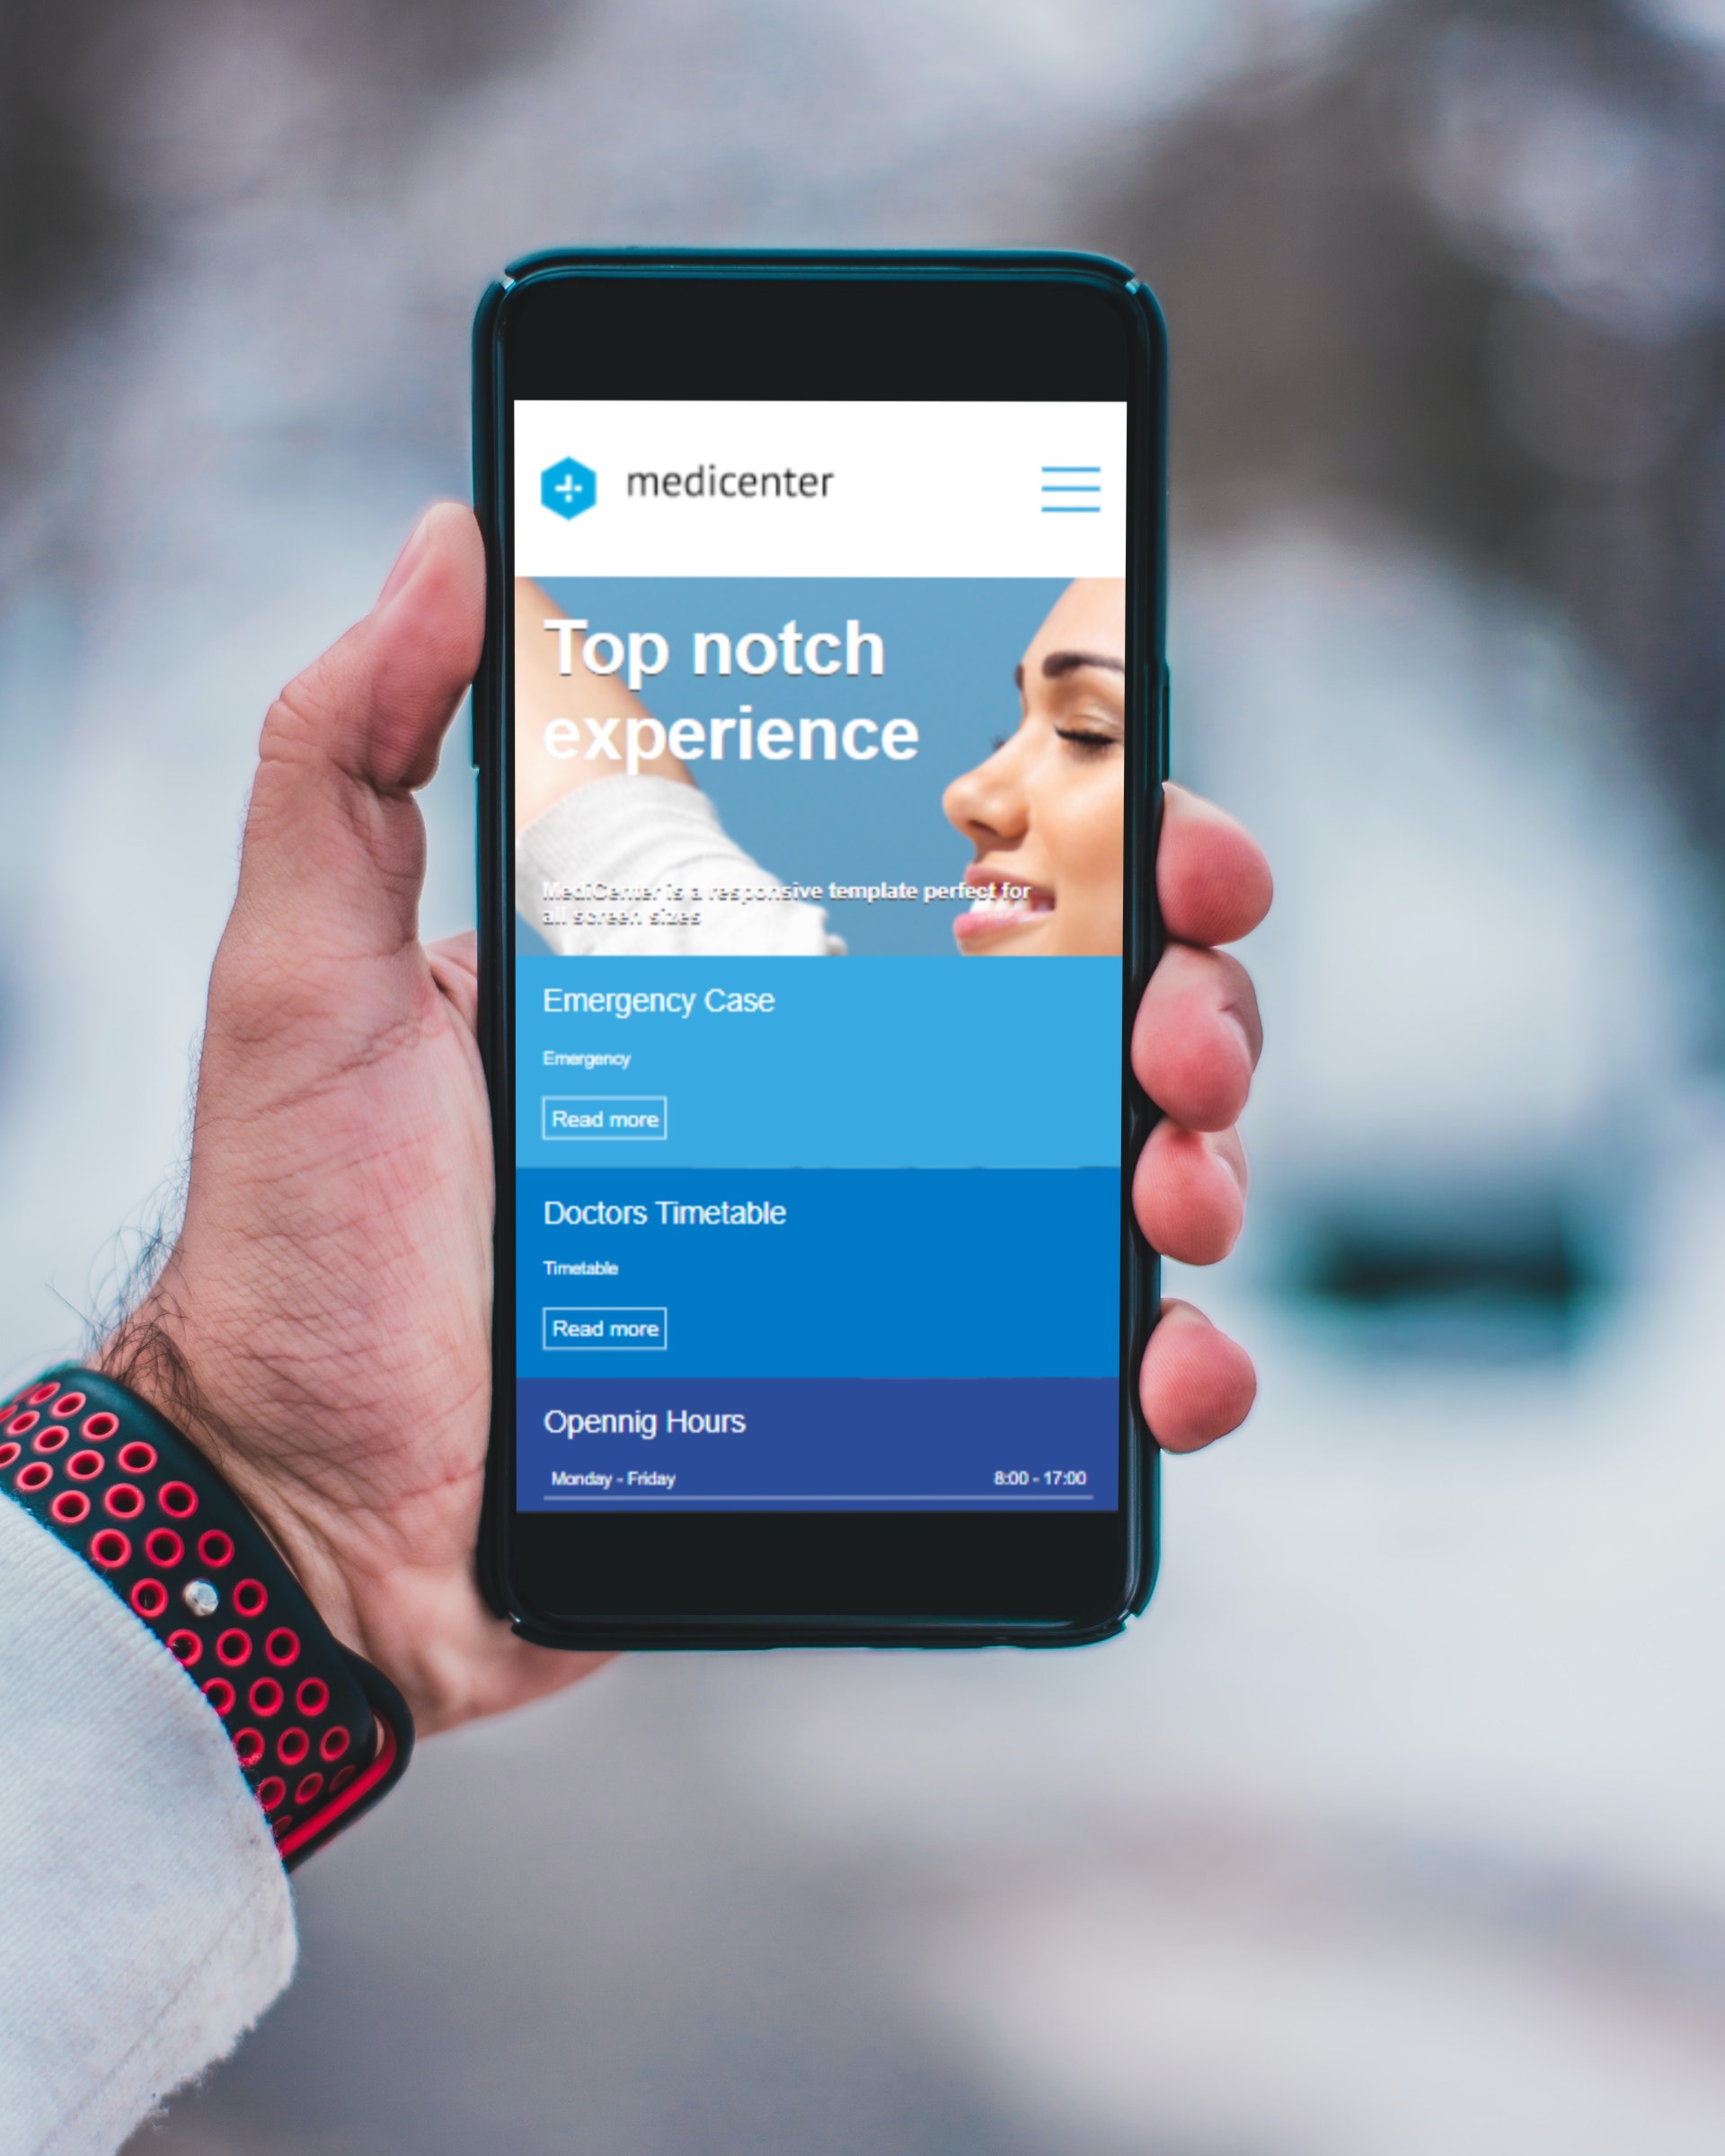 medicenter
Top notch
experience
MediCenter is a responsive template perfect for
all screen sizes
Emergency Case
Emergency
Read more
Doctors Timetable
Timetable
Read more
Opennig Hours
Monday - Friday 8:00 - 17:00